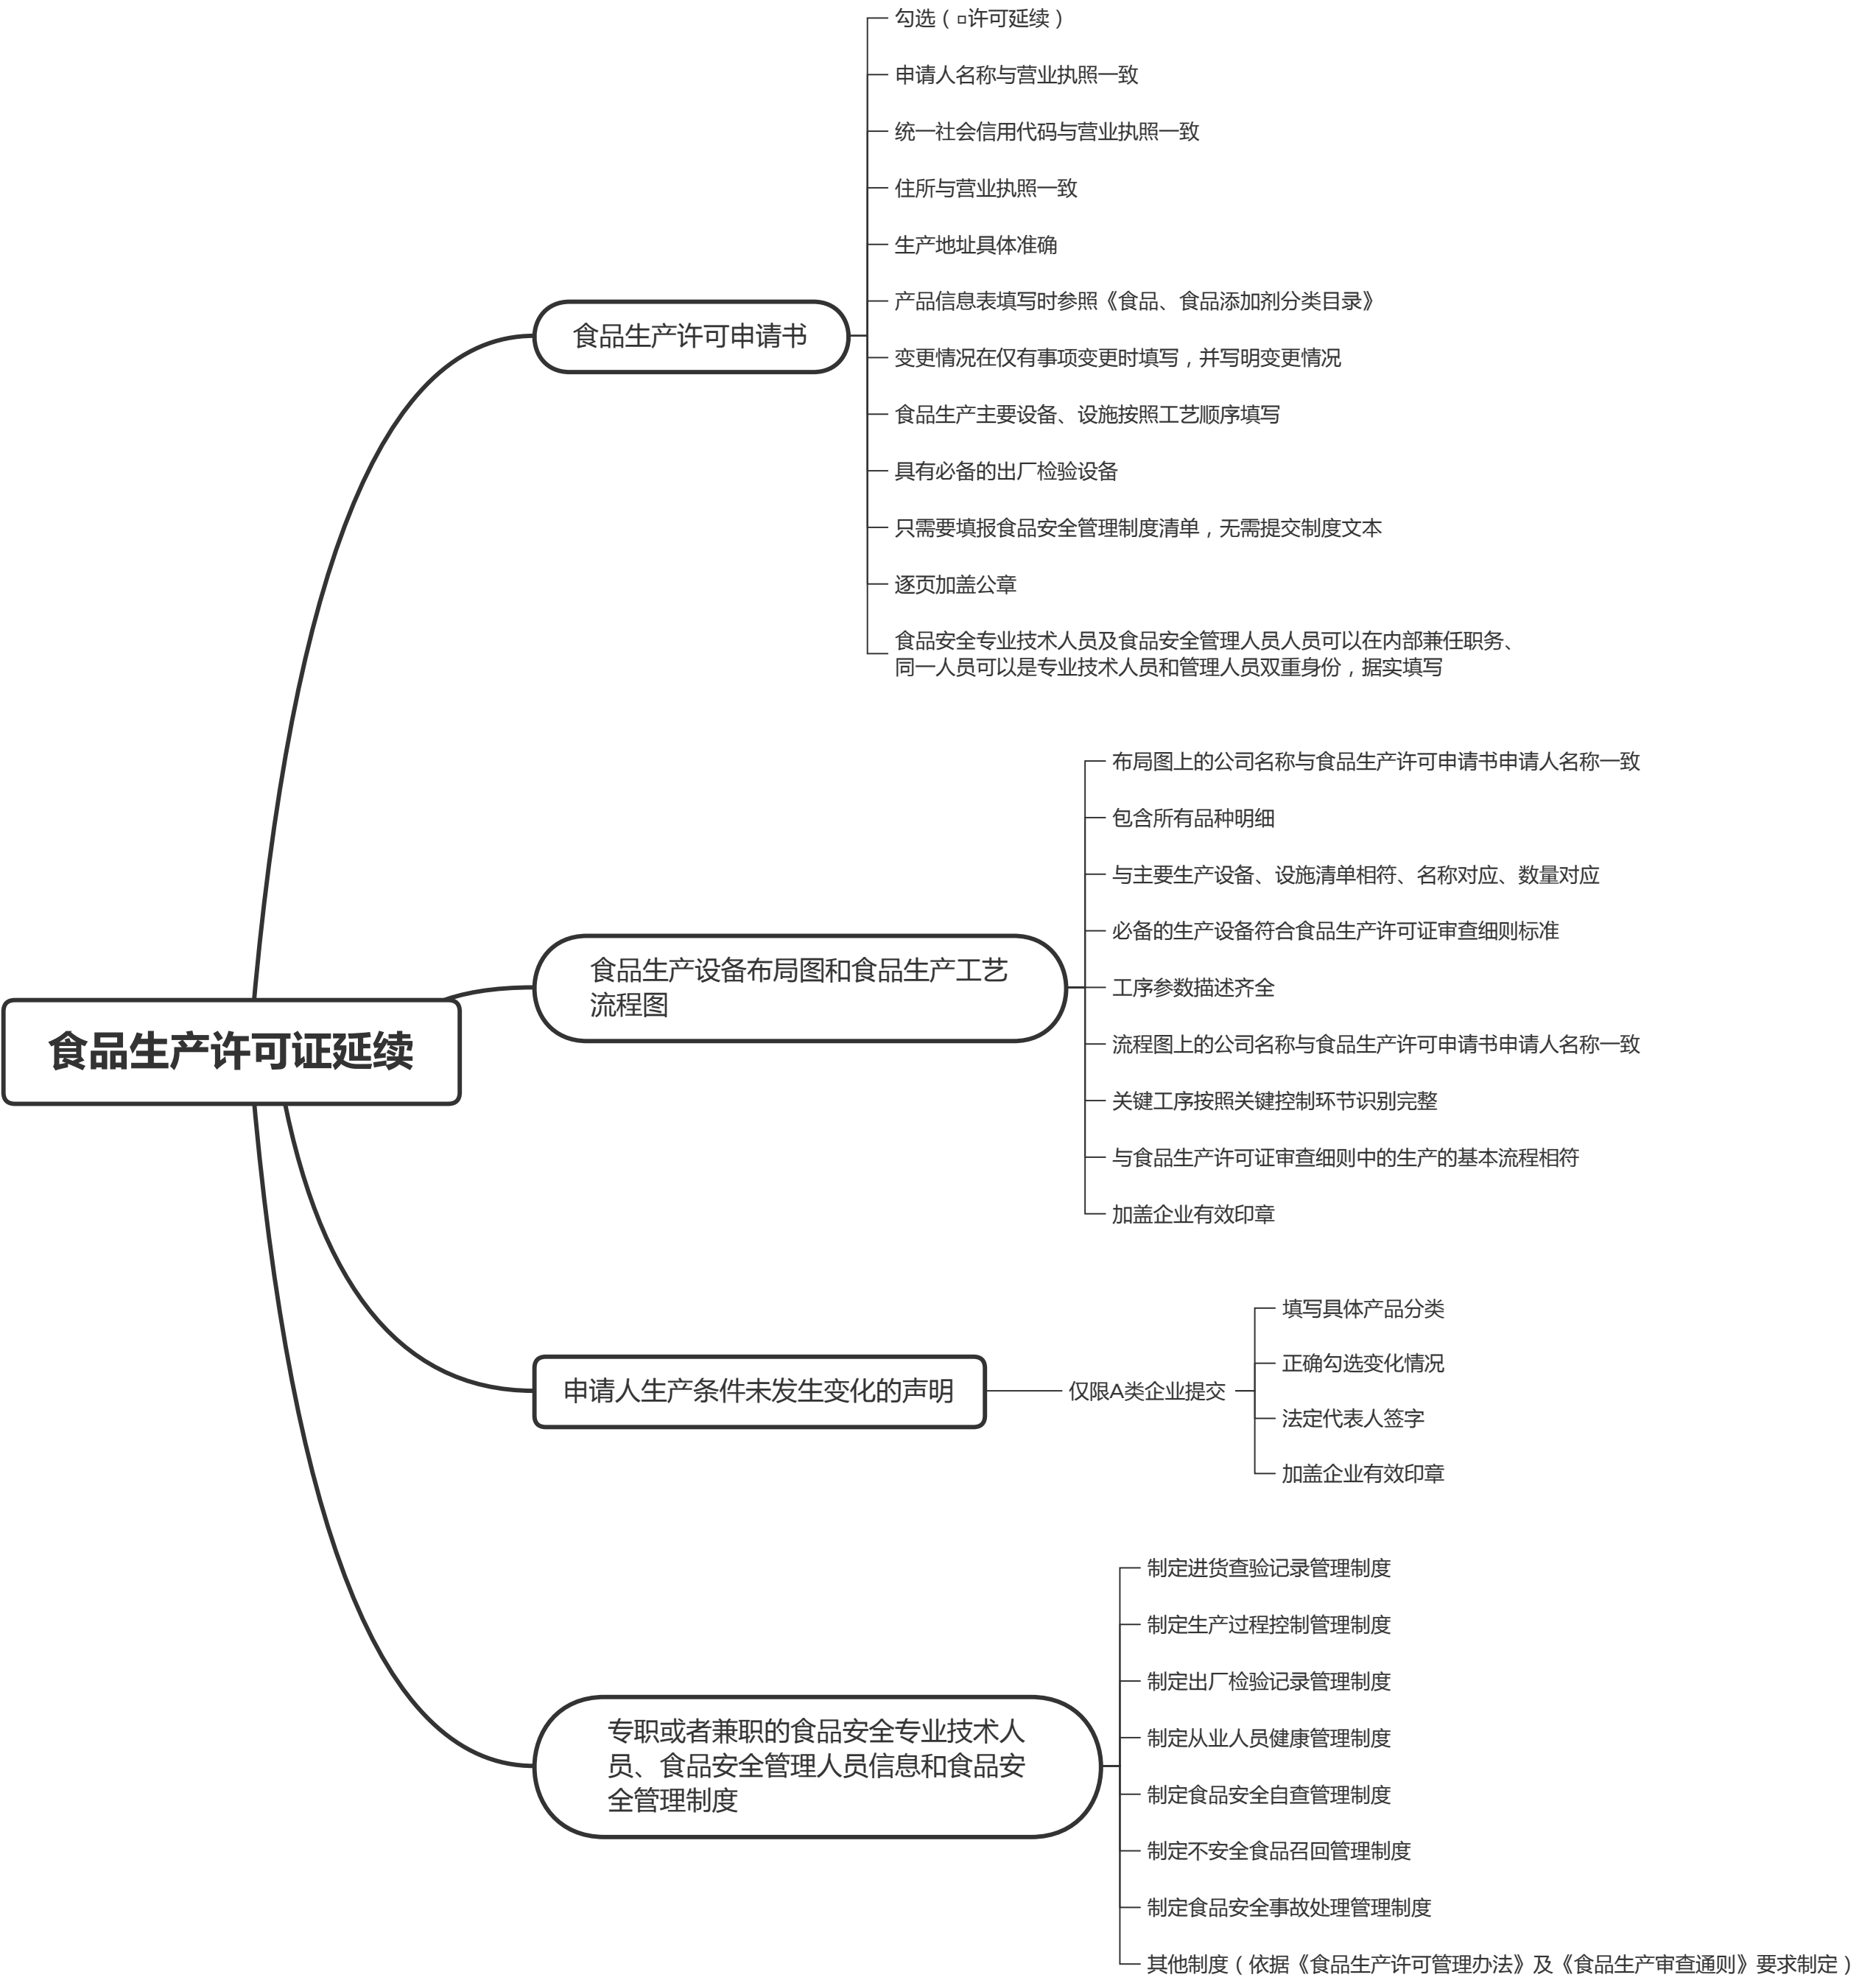 食品生产许可证延续
食品生产许可申请书
勾选（□许可延续）
申请人名称与营业执照一致
统一社会信用代码与营业执照一致
住所与营业执照一致
生产地址具体准确
产品信息表填写时参照《食品、食品添加剂分类目录》
变更情况在仅有事项变更时填写，并写明变更情况
食品生产主要设备、设施按照工艺顺序填写
具有必备的出厂检验设备
只需要填报食品安全管理制度清单，无需提交制度文本
逐页加盖公章
食品安全专业技术人员及食品安全管理人员人员可以在内部兼任职务、
同一人员可以是专业技术人员和管理人员双重身份，据实填写
食品生产设备布局图和食品生产工艺
流程图
布局图上的公司名称与食品生产许可申请书申请人名称一致
包含所有品种明细
与主要生产设备、设施清单相符、名称对应、数量对应
必备的生产设备符合食品生产许可证审查细则标准
工序参数描述齐全
流程图上的公司名称与食品生产许可申请书申请人名称一致
关键工序按照关键控制环节识别完整
与食品生产许可证审查细则中的生产的基本流程相符
加盖企业有效印章
申请人生产条件未发生变化的声明
仅限A类企业提交
填写具体产品分类
正确勾选变化情况
法定代表人签字
加盖企业有效印章
专职或者兼职的食品安全专业技术人
员、食品安全管理人员信息和食品安
全管理制度
制定进货查验记录管理制度
制定生产过程控制管理制度
制定出厂检验记录管理制度
制定从业人员健康管理制度
制定食品安全自查管理制度
制定不安全食品召回管理制度
制定食品安全事故处理管理制度
其他制度（依据《食品生产许可管理办法》及《食品生产审查通则》要求制定）